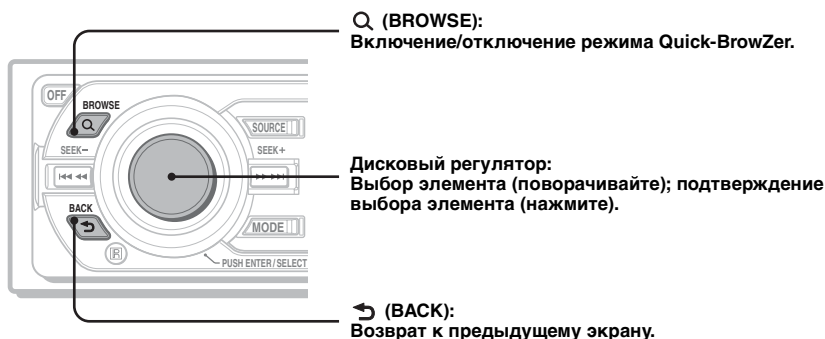 (BROWSE):
Включение/отключение режима Quick-BrowZer.
OFF
BROWSE
SOURCE
SEEK–
SEEK+
Дисковый регулятор:
Выбор элемента (поворачивайте); подтверждение
выбора элемента (нажмите).
BACK
MODE
R
PUSH ENTER / SELECT
(BACK):
Возврат к предыдущему экрану.